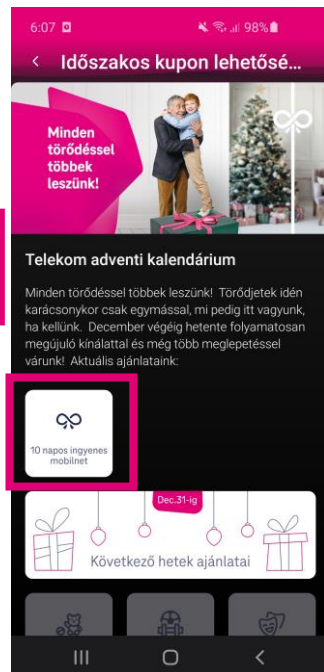 6:07
98%
Időszakos kupon lehetősé...
Minden
törődéssel
többek
leszünk!
Telekom adventi kalendárium
Minden törődéssel többek leszünk! Törődjetek idén
karácsonykor csak egymással, mi pedig itt vagyunk,
ha kellünk. December végéig hetente folyamatosan
megújuló kínálattal és még több meglepetéssel
várunk! Aktuális ajánlataink:
10 napos ingyenes
mobilnet
Dec.31-ig
Következő hetek ajánlatai